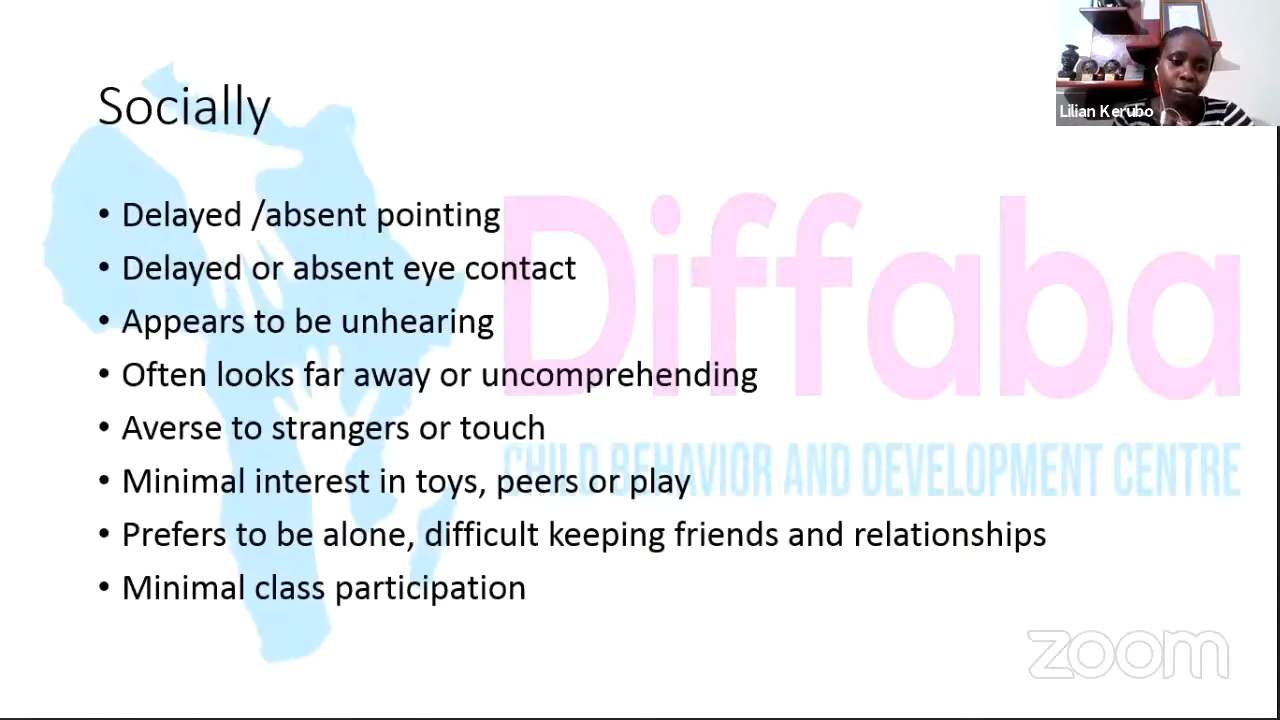 Socially
Lilian Kerubo
• Delayed /absent pointing
• Delayed or absent eye contact
• Appears to be unhearing
• Often looks far away or uncomprehending
• Averse to strangers or touch
• Minimal interest in toys, peers or play
• Prefers to be alone, difficult keeping friends and relationships
• Minimal class participation
Diffaba
CHILD BEHAVIOR AND DEVELOPMENT CENTRE
zoom